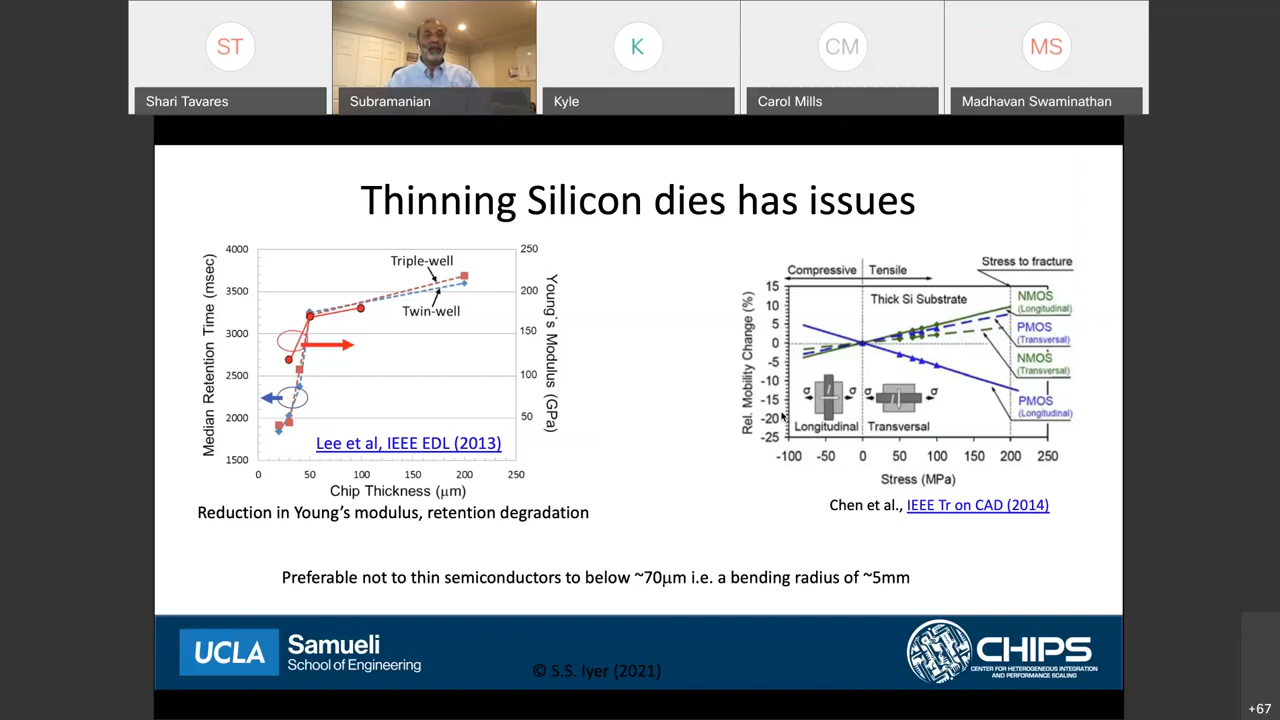 ST
K
CM
MS
Shari Tavares
Subramanian
Kyle
Carol Mills
Madhavan Swaminathan
Thinning Silicon dies has issues
4000
3500
3000
2500
2000
1500
Median Retention Time (msec)
250
200
150
100
50
Young`s Modulus (GPa)
Triple-well
Twin-well
Lee et al, IEEE EDL (2013)
0
50
100
150
200
250
Chip Thickness (μm)
Reduction in Young's modulus, retention degradation
Compressive
Tensile
Stress to fracture
Thick Si Substrate
15
10
5
0
-5
-10
-15
-20
-25
Rel. Mobility Change (%)
NMOS
(Longitudinal)
PMOS
(Transversal)
NMOS
(Transversal)
PMOS
(Longitudinal)
σ
σ
σ
σ
Longitudinal
Transversal
-100
-50
0
50
100
150
200
250
Stress (MPa)
Chen et al., IEEE Tr on CAD (2014)
Preferable not to thin semiconductors to below ~70μm i.e. a bending radius of ~5mm
UCLA
Samueli
School of Engineering
© S.S. Iyer (2021)
CHIPS
CENTER FOR HETEROGENEOUS INTEGRATION
AND PERFORMANCE SCALING
+67